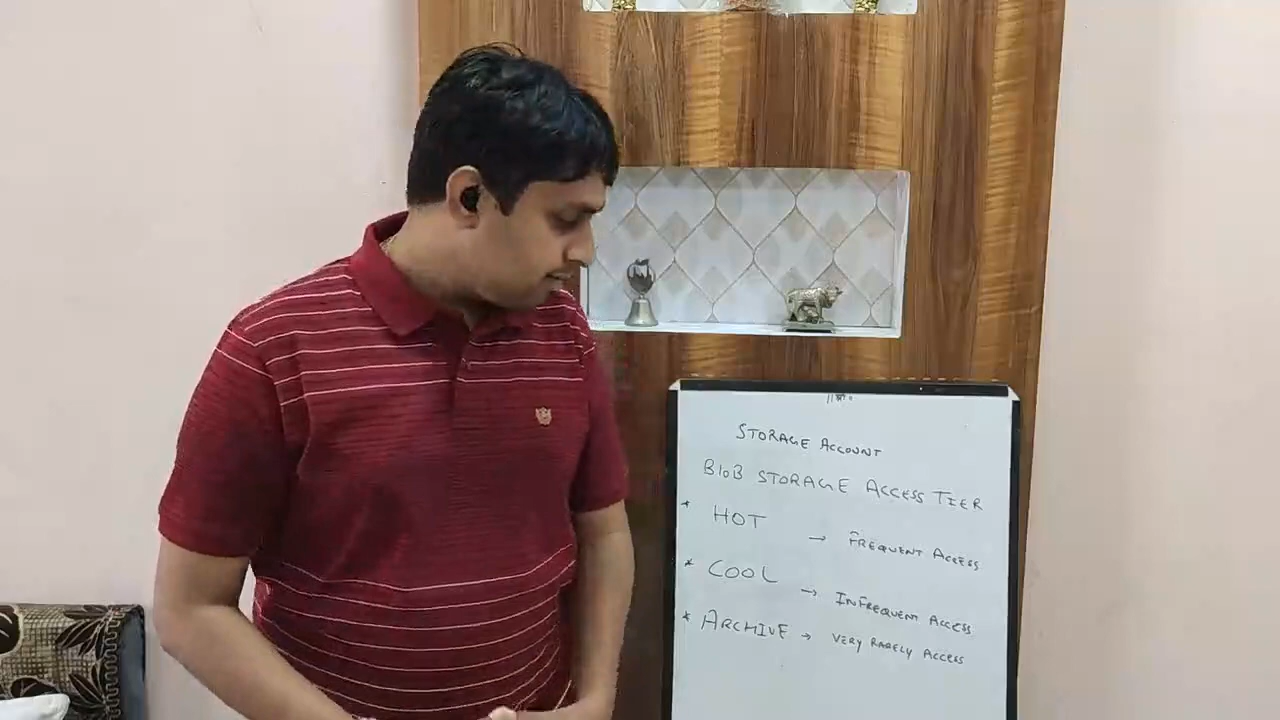 STORAGE ACCOUNT
BloB STORAGE ACCESS TIER
* HOT → FREQUENT ACCESS
* COOL → INFREQUENT ACCESS
* ARCHIVE → VERY RARELY ACCESS